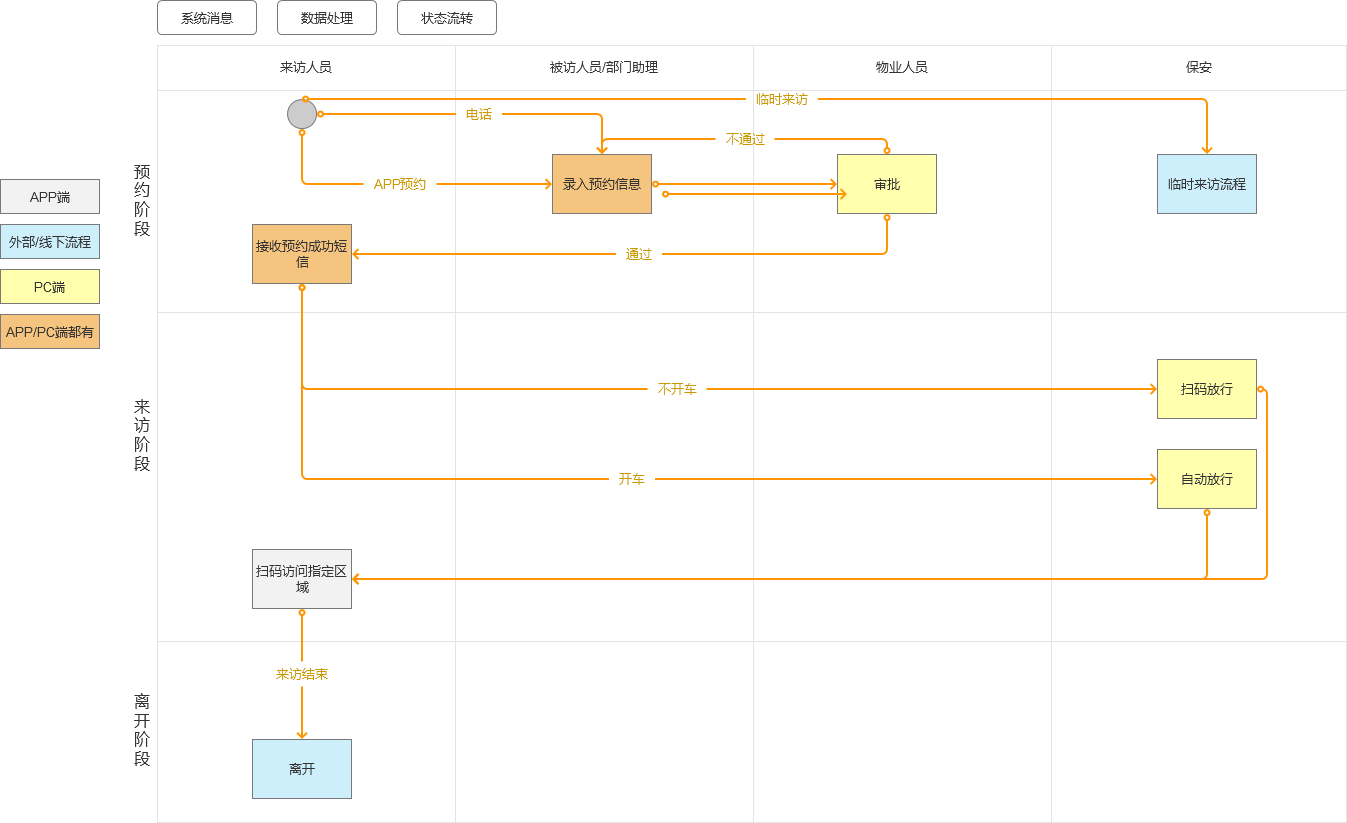 系统消息
数据处理
状态流转
来访人员
被访人员/部门助理
物业人员
保安
临时来访
电话
不通过
预约阶段
APP预约
录入预约信息
审批
临时来访流程
APP端
外部/线下流程
PC端
APP/PC端都有
接收预约成功短
信
通过
来访阶段
不开车
扫码放行
开车
自动放行
扫码访问指定区
域
来访结束
离开阶段
离开